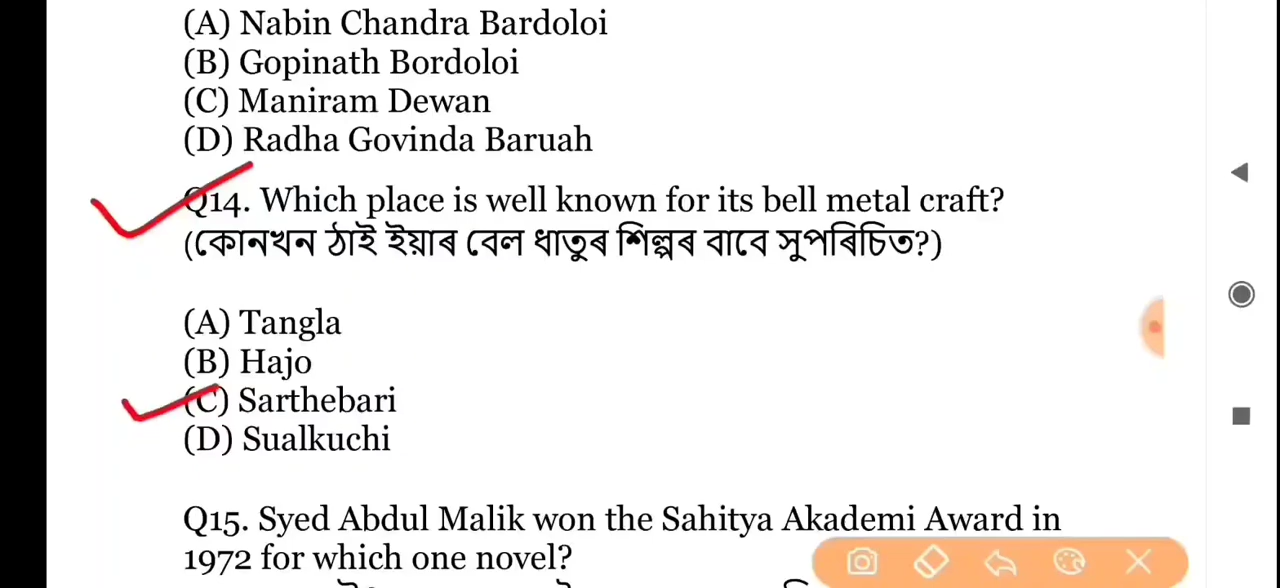 (A) Nabin Chandra Bardoloi
(B) Gopinath Bordoloi
(C) Maniram Dewan
(D) Radha Govinda Baruah
Q14. Which place is well known for its bell metal craft?
(কোনখন ঠাই ইয়াৰ বেল ধাতুৰ শিল্পৰ বাবে সুপৰিচিত?)
(A) Tangla
(B) Hajo
(C) Sarthebari
(D) Sualkuchi
Q15. Syed Abdul Malik won the Sahitya Akademi Award in
1972 for which one novel?